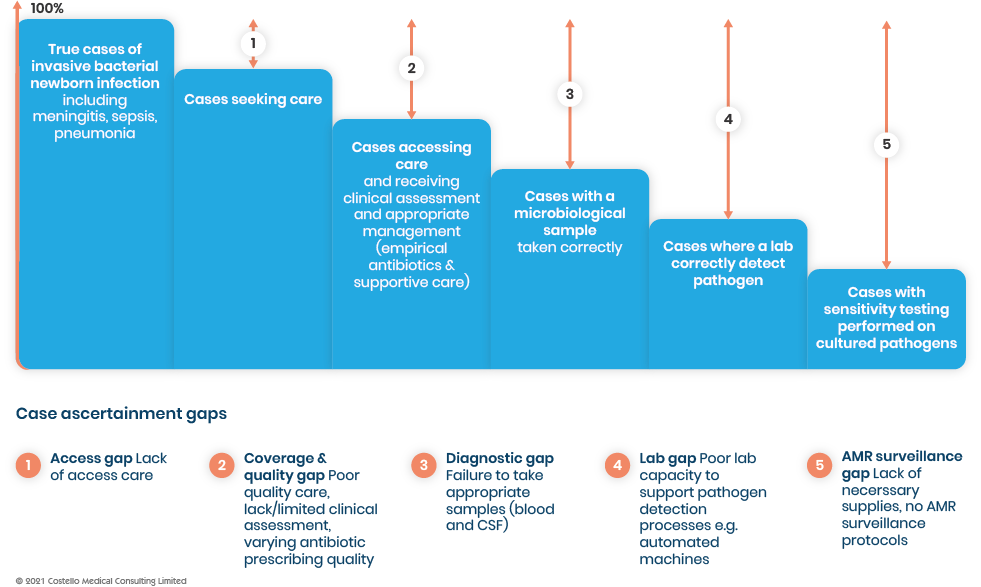 100%
True cases of
invasive bacterial
newborn infection
including
meningitis, sepsis,
pneumonia
1
Cases seeking care
2
Cases accessing
care
and receiving
clinical assessment
and appropriate
management
(empirical
antibiotics &
supportive care)
3
Cases with a
microbiological
sample
taken correctly
4
Cases where a lab
correctly detect
pathogen
5
Cases with
sensitivity testing
performed on
cultured pathogens
Case ascertainment gaps
1
Access gap Lack
of access care
2
Coverage &
quality gap Poor
quality care,
lack/limited clinical
assessment,
varying antibiotic
prescribing quality
3
Diagnostic gap
Failure to take
appropriate
samples (blood
and CSF)
4
Lab gap Poor lab
capacity to
support pathogen
detection
processes e.g.
automated
machines
5
AMR surveillance
gap Lack of
necerssary
supplies, no AMR
surveillance
protocols
© 2021 Costello Medical Consulting Limited